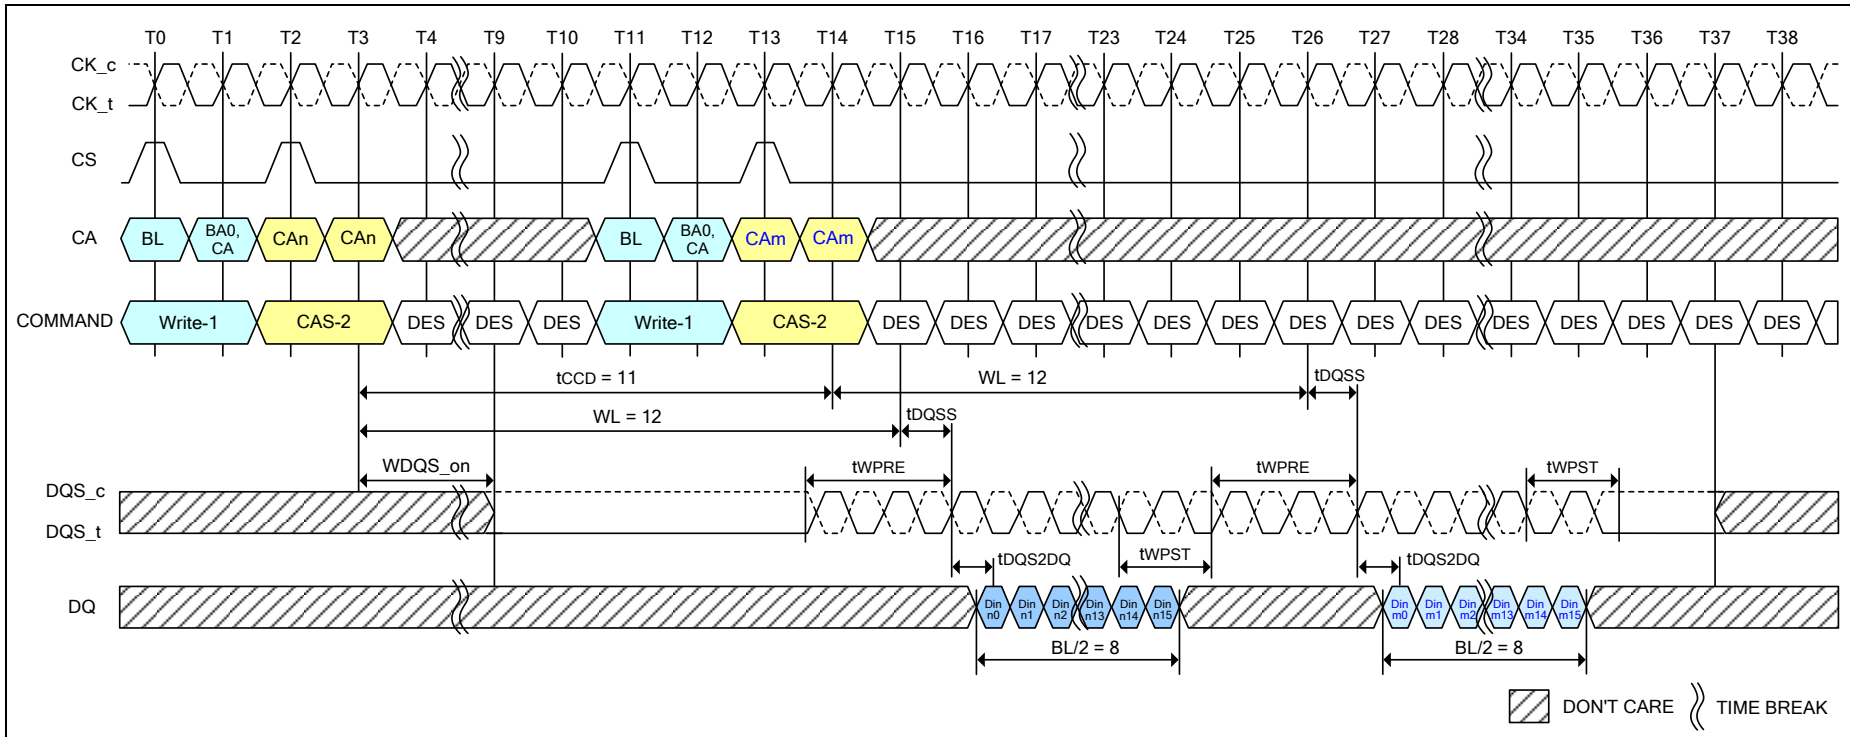 T0 T1 T2 T3 T4 T9 T10 T11 T12 T13 T14 T15 T16 T17 T23 T24 T25 T26 T27 T28 T34 T35 T36 T37 T38
CK_c
CK_t
CS
CA BL BA0, CA CAn CAn BL BA0, CA CAm CAm
COMMAND Write-1 CAS-2 DES DES DES Write-1 CAS-2 DES DES DES DES DES DES DES DES DES DES DES DES DES DES
tCCD = 11 WL = 12 tDQSS
WL = 12 tDQSS
WDQS_on tWPRE tWPRE tWPST
DQS_c
DQS_t
tDQS2DQ tWPST tDQS2DQ
DQ Din n0 Din n1 Din n2 Din n13 Din n14 Din n15 Din m0 Din m1 Din m2 Din m13 Din m14 Din m15
BL/2 = 8 BL/2 = 8
DON'T CARE TIME BREAK